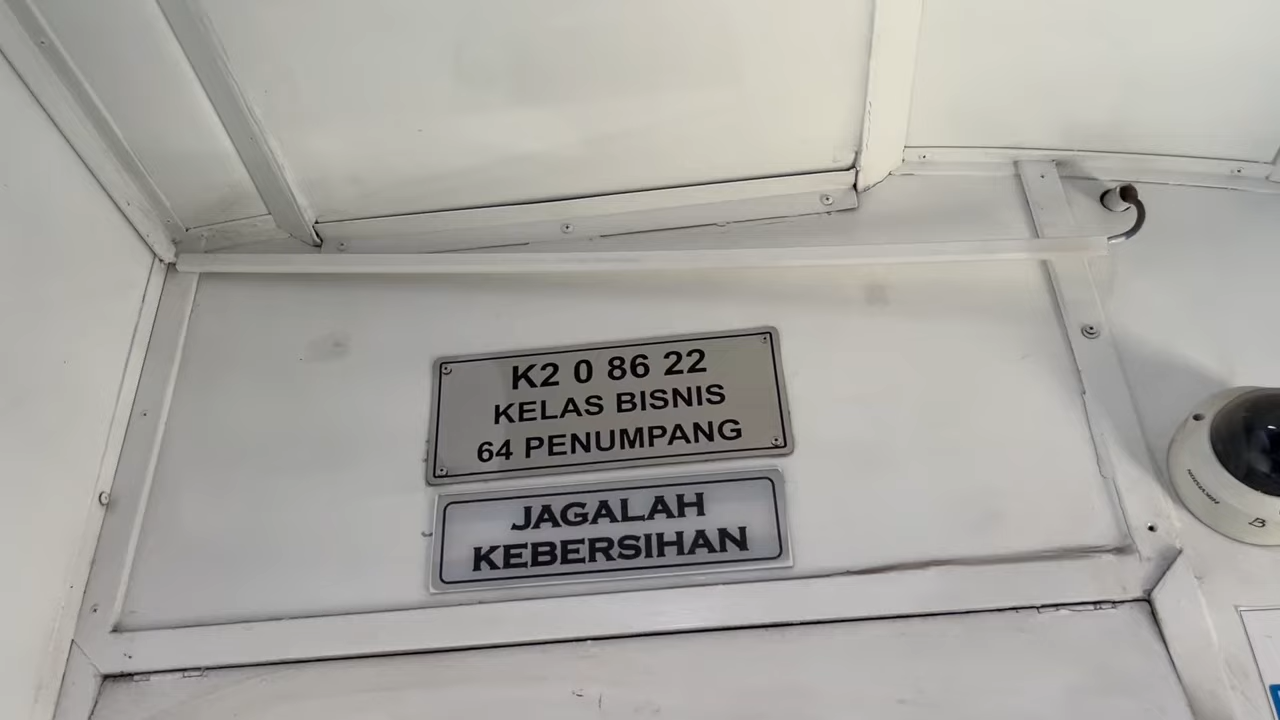 K2 0 86 22
KELAS BISNIS
64 PENUMPANG
JAGALAH
KEBERSIHAN